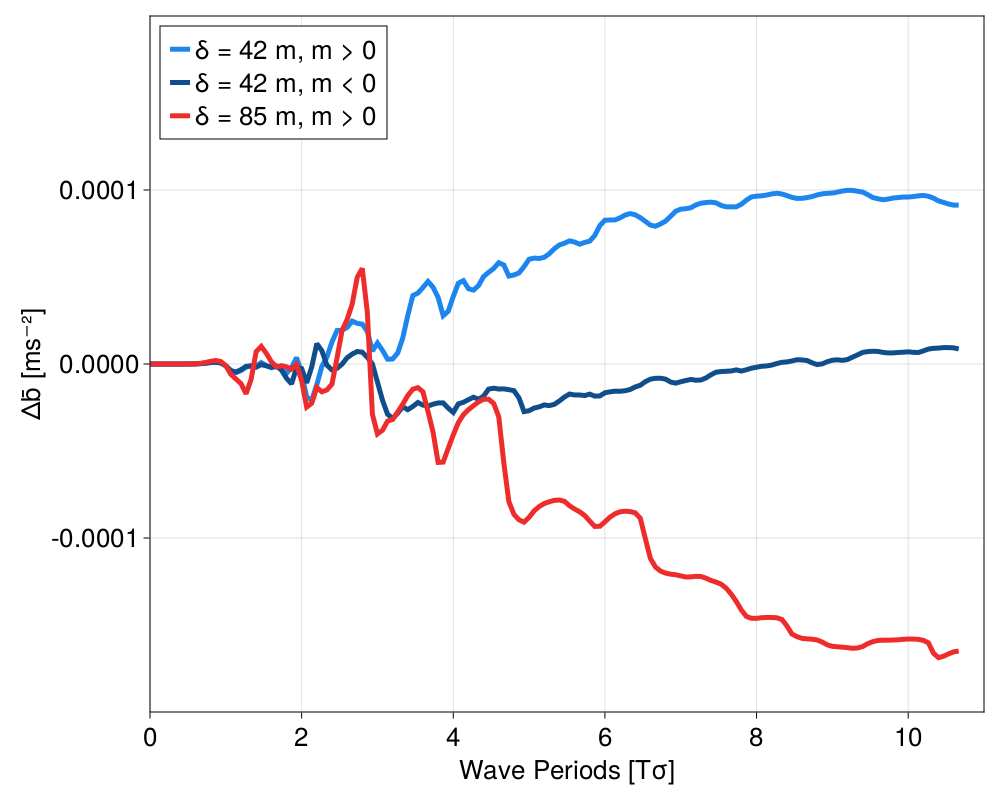 δ = 42 m, m > 0
δ = 42 m, m < 0
δ = 85 m, m > 0
0.0001
0.0000
-0.0001
Δb̄ [ms⁻²]
0 2 4 6 8 10
Wave Periods [Tσ]